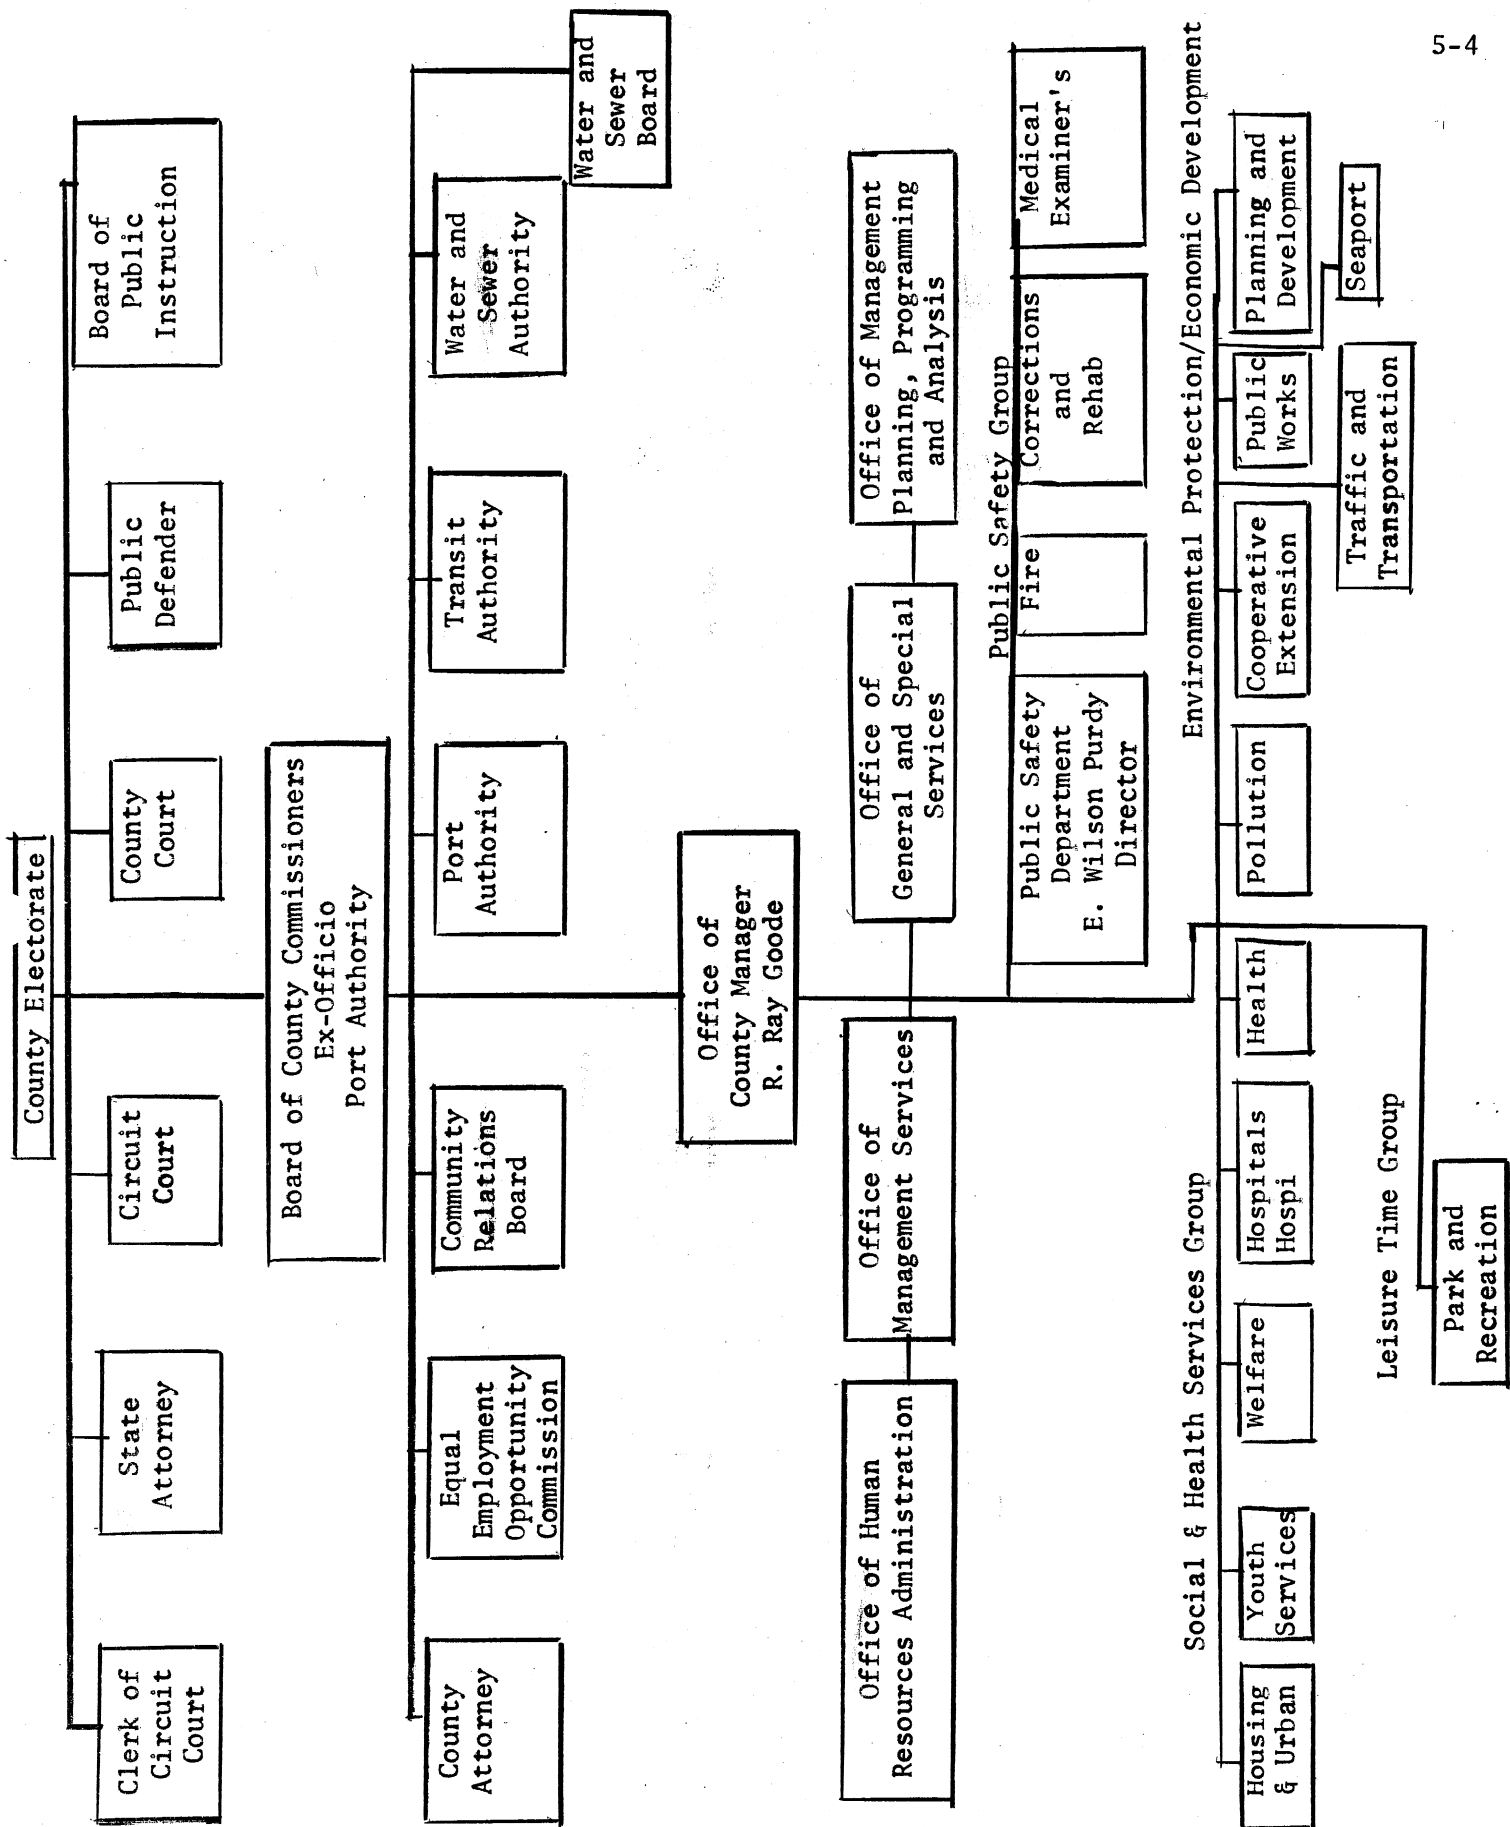 5-4
County Electorate
Clerk of
Circuit
Court
State
Attorney
Circuit
Court
County
Court
Public
Defender
Board of
Public
Instruction
Board of County Commissioners
Ex-Officio
Port Authority
County
Attorney
Equal
Employment
Opportunity
Commission
Community
Relations
Board
Port
Authority
Transit
Authority
Water and
Sewer
Authority
Water and
Sewer
Board
Office of
County Manager
R. Ray Goode
Office of Human
Resources Administration
Office of
Management Services
Office of
General and Special
Services
Office of Management
Planning, Programming
and Analysis
Public Safety Group
Public Safety
Department
E. Wilson Purdy
Director
Fire
Corrections
and
Rehab
Medical
Examiner's
Social & Health Services Group
Environmental Protection/Economic Development
Housing
& Urban
Youth
Services
Welfare
Hospitals
Hospi
Health
Pollution
Cooperative
Extension
Public
Works
Planning and
Development
Traffic and
Transportation
Seaport
Leisure Time Group
Park and
Recreation